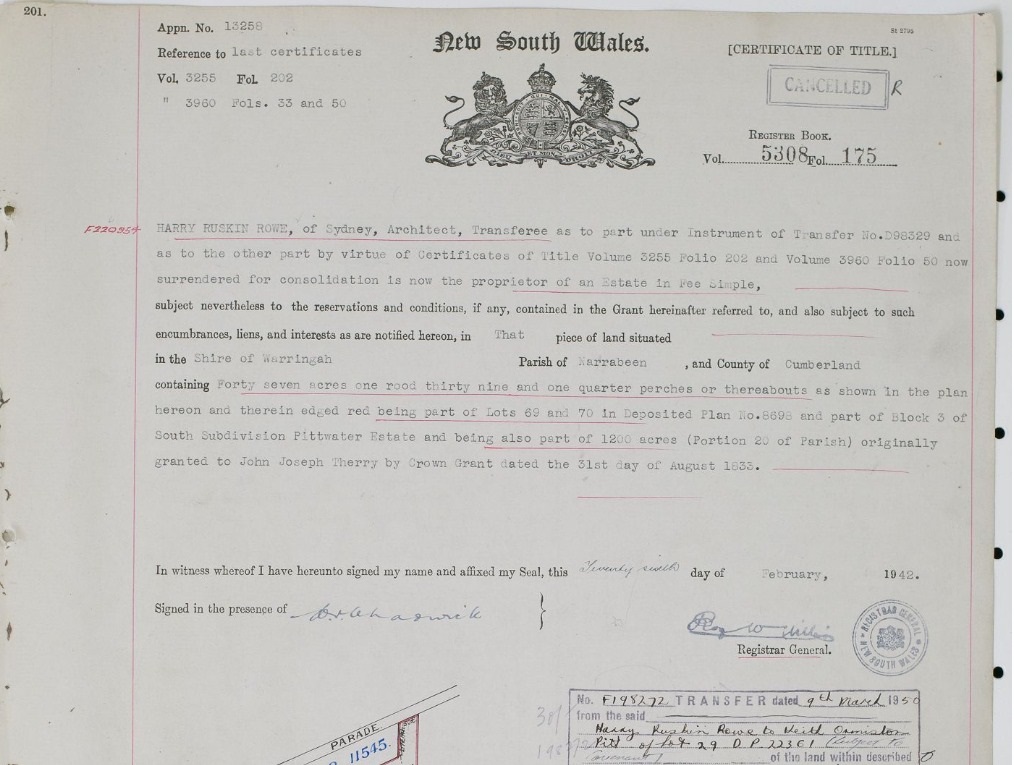 201.
Appn. No. 13258
Reference to last certificates
Vol. 3255 Fol. 202
" 3960 Fols. 33 and 50
New South Wales.
[CERTIFICATE OF TITLE.]
CANCELLED R
REGISTER BOOK.
Vol. 5308 Fol. 175
F220954
HARRY RUSKIN ROWE, of Sydney, Architect, Transferee as to part under Instrument of Transfer No.D98329 and
as to the other part by virtue of Certificates of Title Volume 3255 Folio 202 and Volume 3960 Folio 50 now
surrendered for consolidation is now the proprietor of an Estate in Fee Simple,
subject nevertheless to the reservations and conditions, if any, contained in the Grant hereinafter referred to, and also subject to such
encumbrances, liens, and interests as are notified hereon, in That piece of land situated
in the Shire of Warringah Parish of Narrabeen , and County of Cumberland
containing Forty seven acres one rood thirty nine and one quarter perches or thereabouts as shown in the plan
hereon and therein edged red being part of Lots 69 and 70 in Deposited Plan No.8698 and part of Block 3 of
South Subdivision Pittwater Estate and being also part of 1200 acres (Portion 20 of Parish) originally
granted to John Joseph Therry by Crown Grant dated the 31st day of August 1833.
In witness whereof I have hereunto signed my name and affixed my Seal, this Twenty sixth day of February, 1942.
Signed in the presence of
Registrar General.
REGISTRAR GENERAL
No. F198272 TRANSFER dated 9th March 1950
from the said
Harry Ruskin Rowe to Keith Ormiston
Pitt of Lot 29 D.P. 22361 (subject to
covenant)
of the land within described
PARADE
11545.